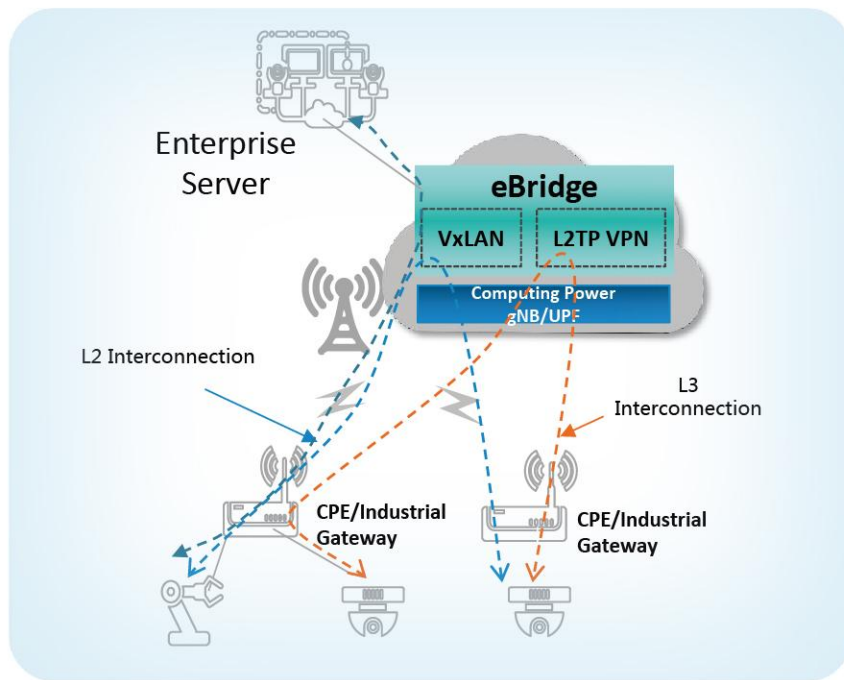 Enterprise
Server
eBridge
VxLAN
L2TP VPN
Computing Power
gNB/UPF
L2 Interconnection
L3
Interconnection
CPE/Industrial
Gateway
CPE/Industrial
Gateway